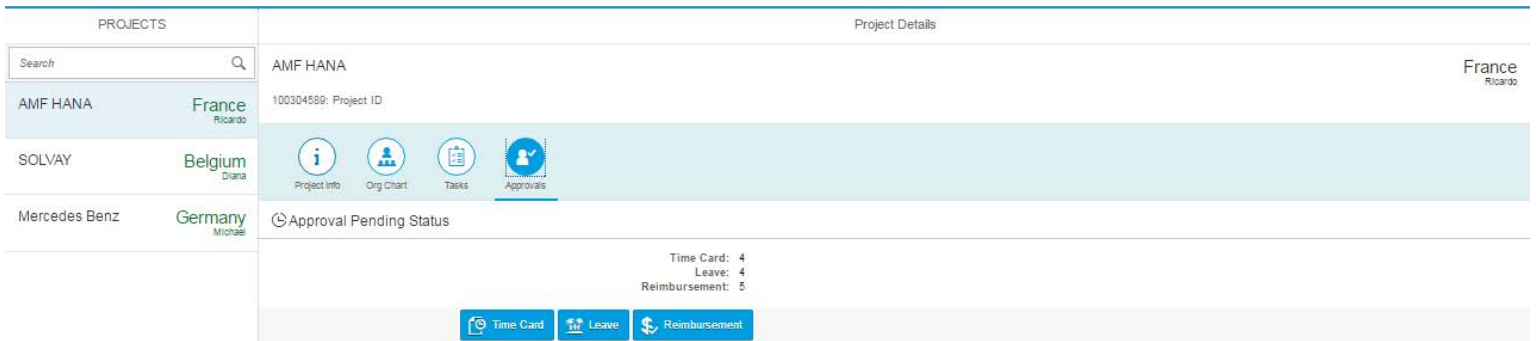 PROJECTS
Project Details
Search
AMF HANA
France
Ricardo
SOLVAY
Belgium
Diana
Mercedes Benz
Germany
Michael
AMF HANA
France
Ricardo
100304589: Project ID
Project Info
Org Chart
Tasks
Approvals
Approval Pending Status
Time Card: 4
Leave: 4
Reimbursement: 5
Time Card
Leave
Reimbursement